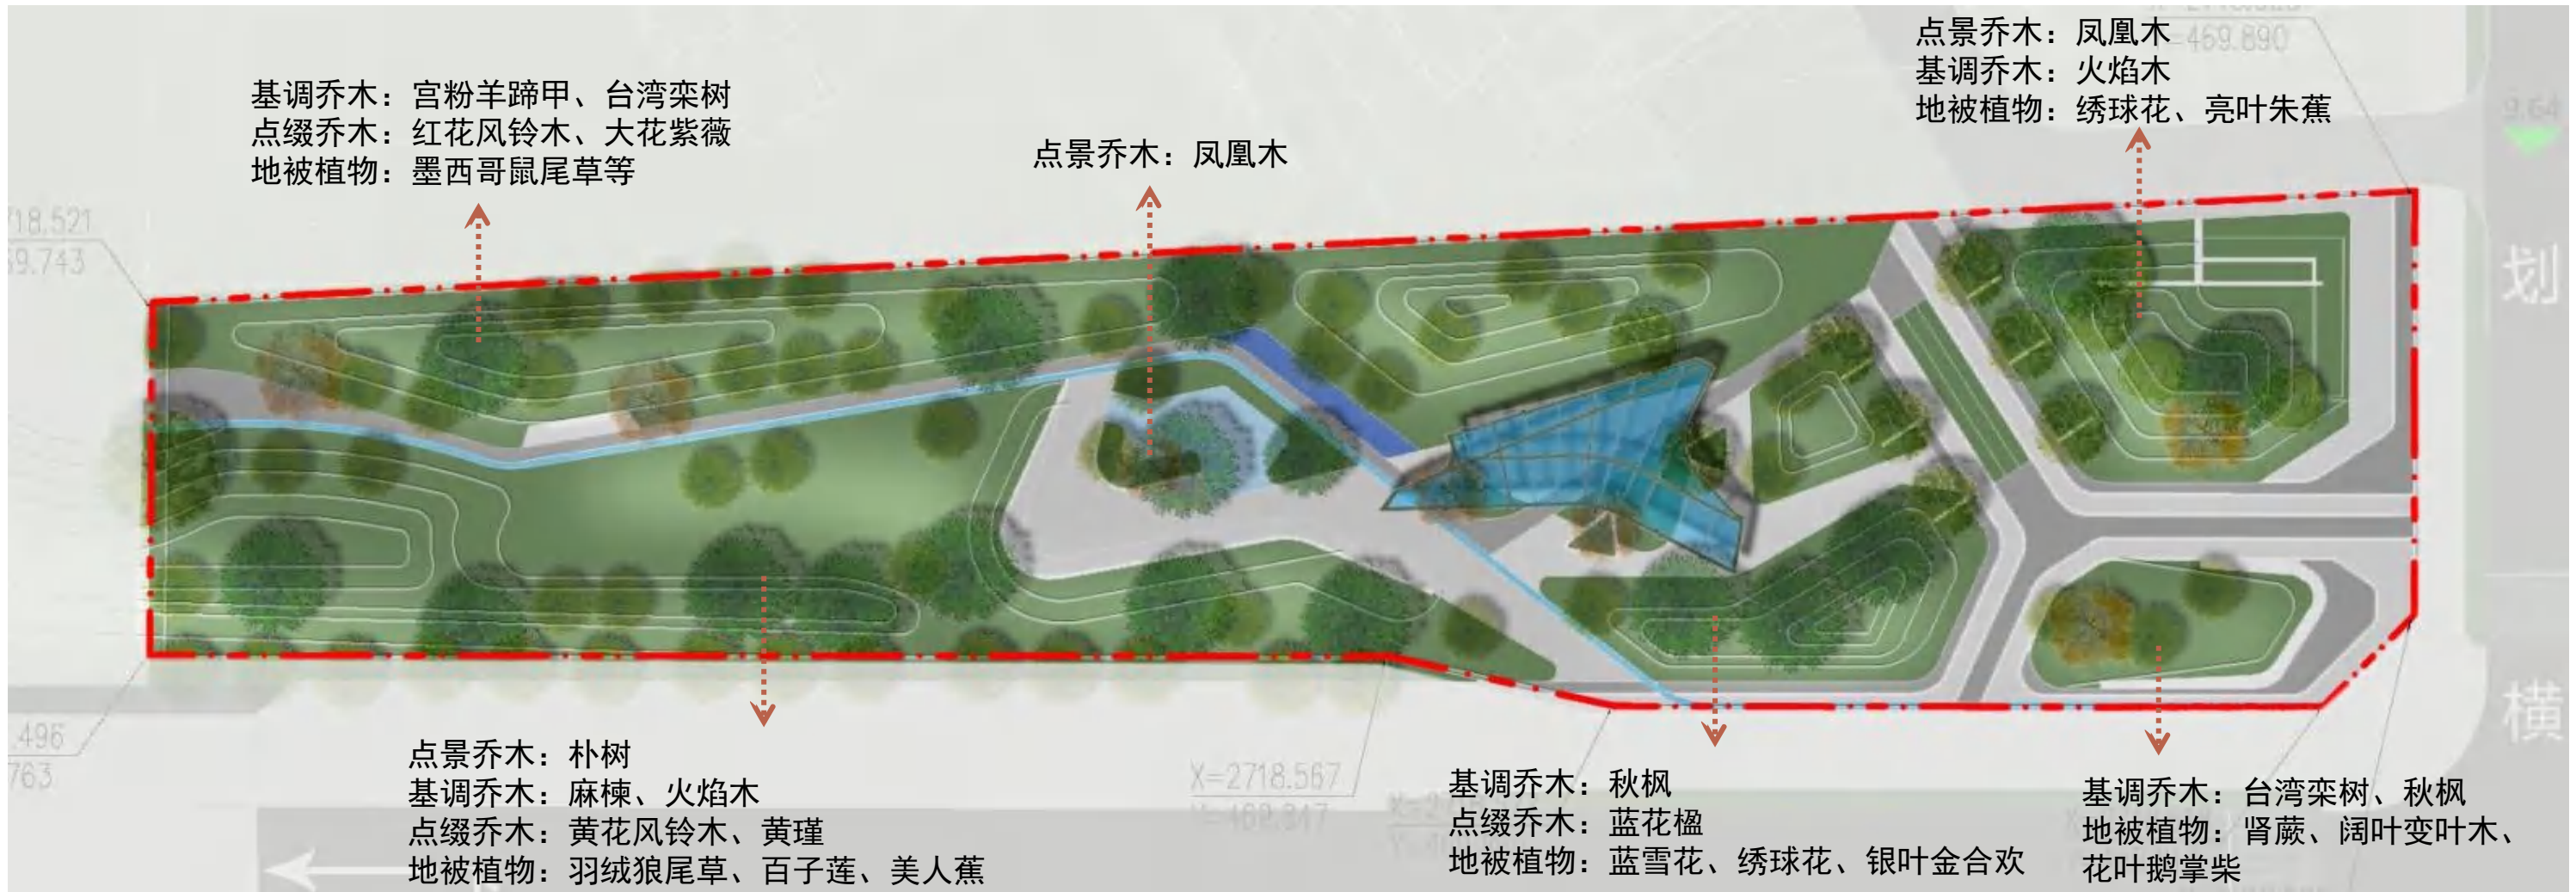 点景乔木：凤凰木
基调乔木：火焰木
地被植物：绣球花、亮叶朱蕉
=469.890
9.64
基调乔木：宫粉羊蹄甲、台湾栾树
点缀乔木：红花风铃木、大花紫薇
地被植物：墨西哥鼠尾草等
点景乔木：凤凰木
718.521
69.743
划
横
.496
763
点景乔木：朴树
基调乔木：麻楝、火焰木
点缀乔木：黄花风铃木、黄瑾
地被植物：羽绒狼尾草、百子莲、美人蕉
X=2718.567
Y=469.847
基调乔木：秋枫
点缀乔木：蓝花楹
地被植物：蓝雪花、绣球花、银叶金合欢
基调乔木：台湾栾树、秋枫
地被植物：肾蕨、阔叶变叶木、
花叶鹅掌柴